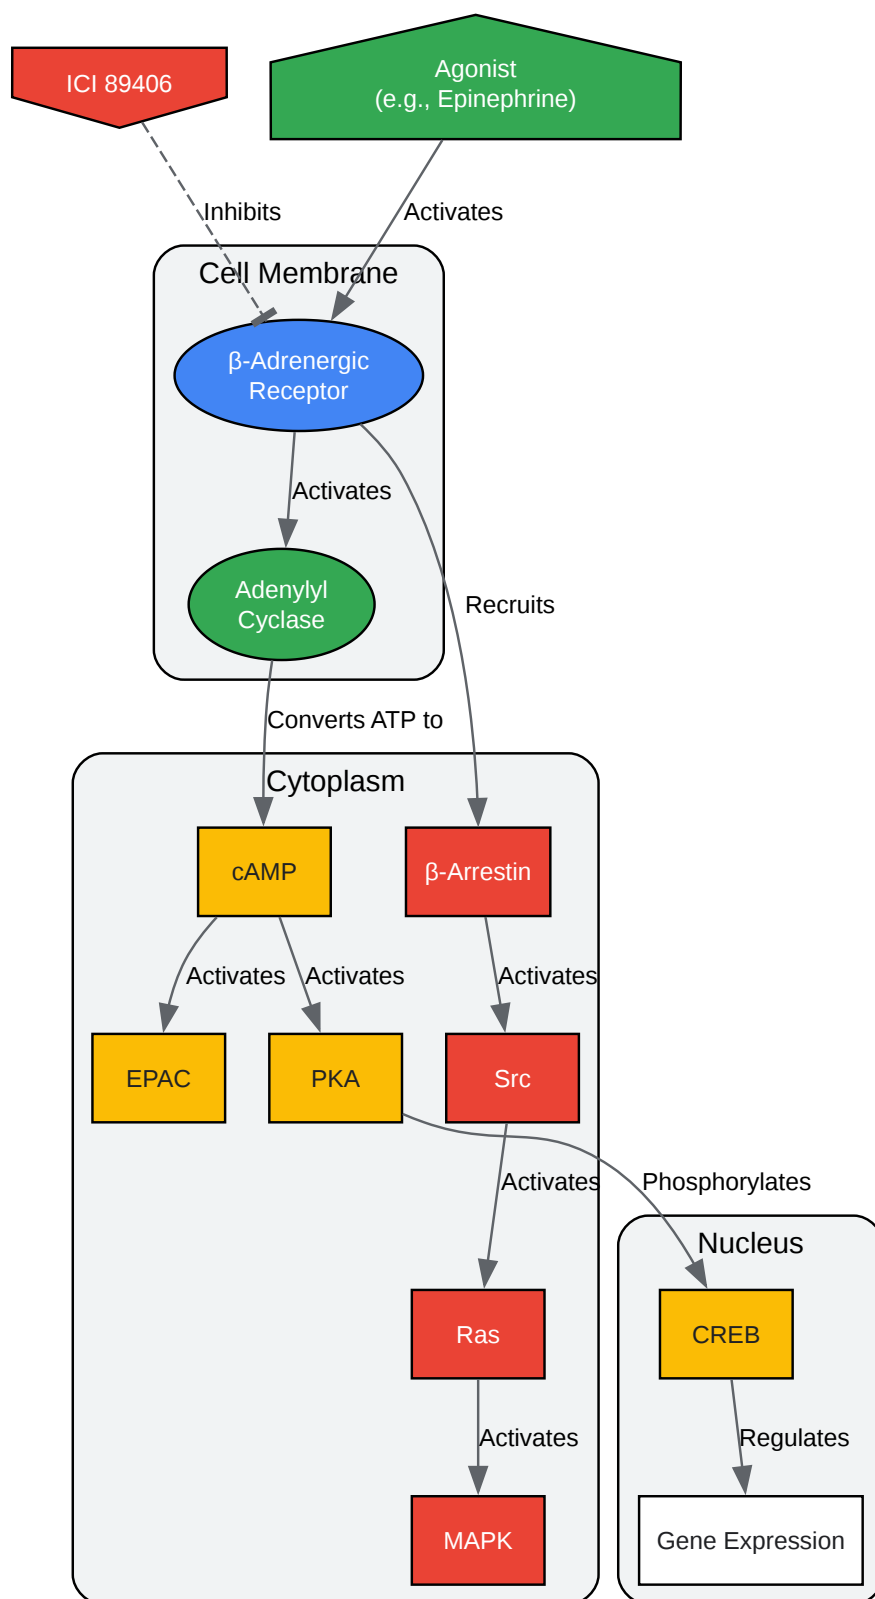 ICI 89406
Agonist
(e.g., Epinephrine)
Inhibits
Activates
Cell Membrane
β-Adrenergic
Receptor
Activates
Adenylyl
Cyclase
Recruits
Converts ATP to
Cytoplasm
cAMP
β-Arrestin
Activates
Activates
Activates
EPAC
PKA
Src
Activates
Phosphorylates
Nucleus
Ras
CREB
Activates
Regulates
MAPK
Gene Expression